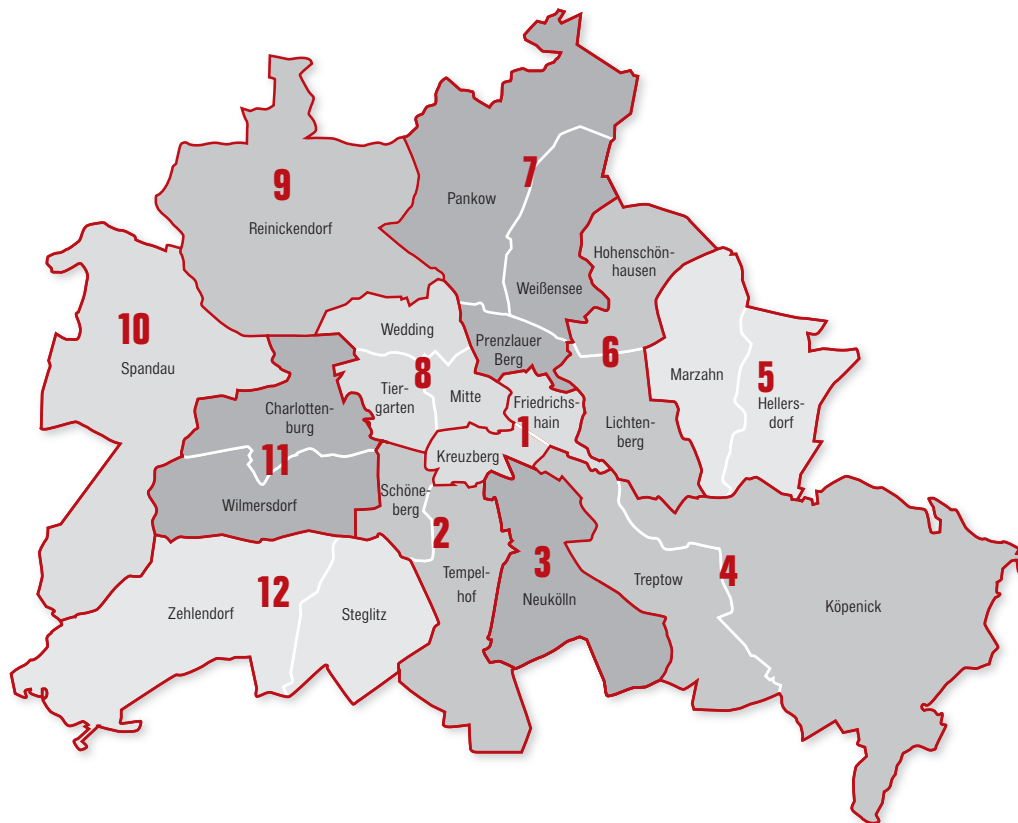 7
9
Pankow
Reinickendorf
Hohenschön-
hausen
Weißensee
10
Spandau
Wedding
Prenzlauer
Berg
6
8
Marzahn
5
Hellers-
dorf
Tier-
garten
Mitte
Friedrichs-
hain
Charlotten-
burg
Lichten-
berg
1
Kreuzberg
11
Wilmersdorf
Schöne-
berg
2
3
4
Tempel-
hof
Neukölln
Treptow
12
Zehlendorf
Steglitz
Köpenick